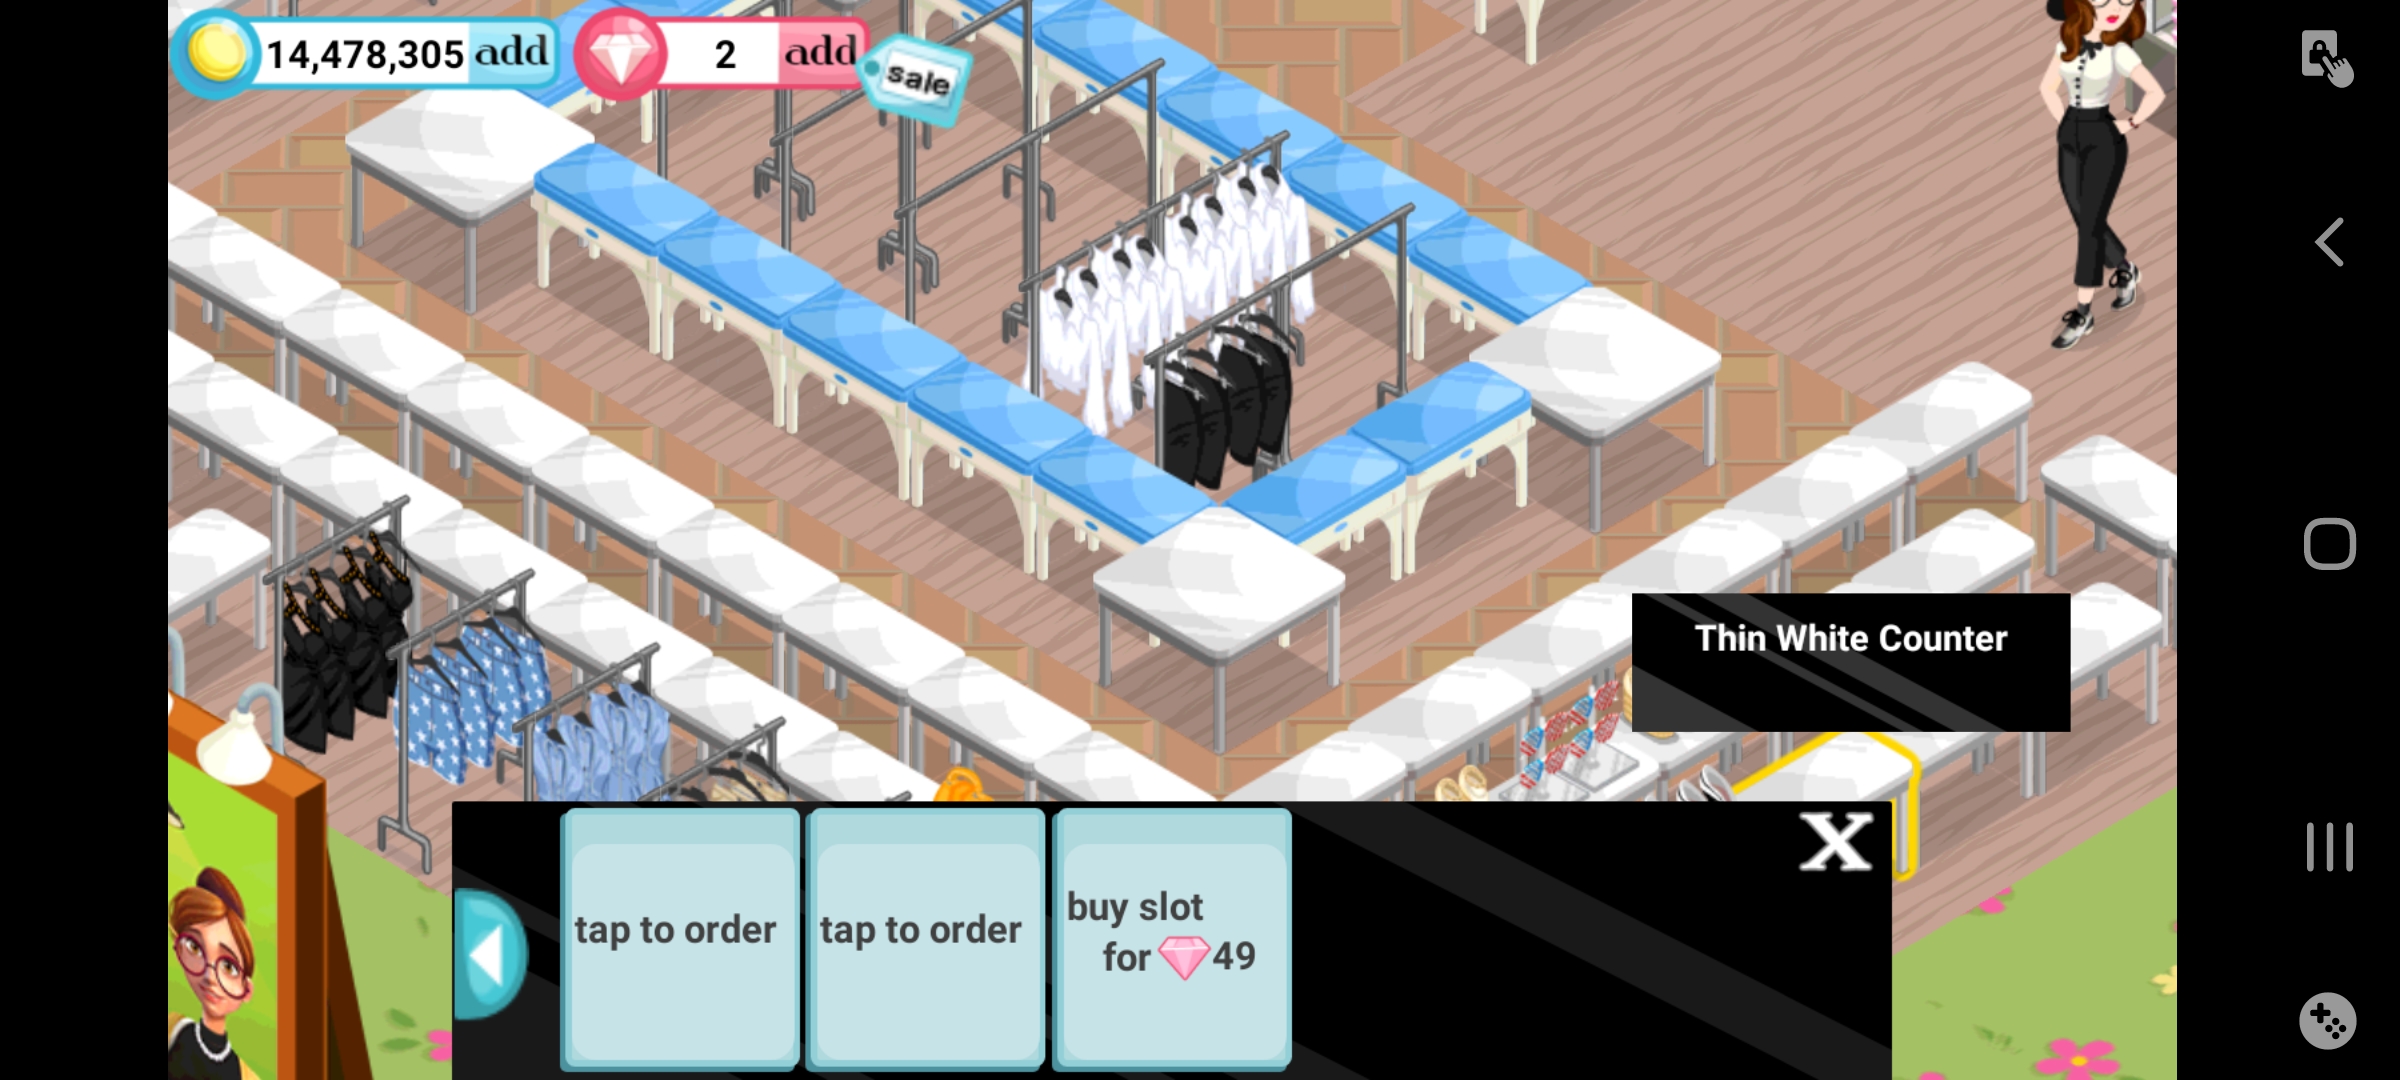 14,478,305 add
2 add
sale
Thin White Counter
tap to order
tap to order
buy slot
for 49
X